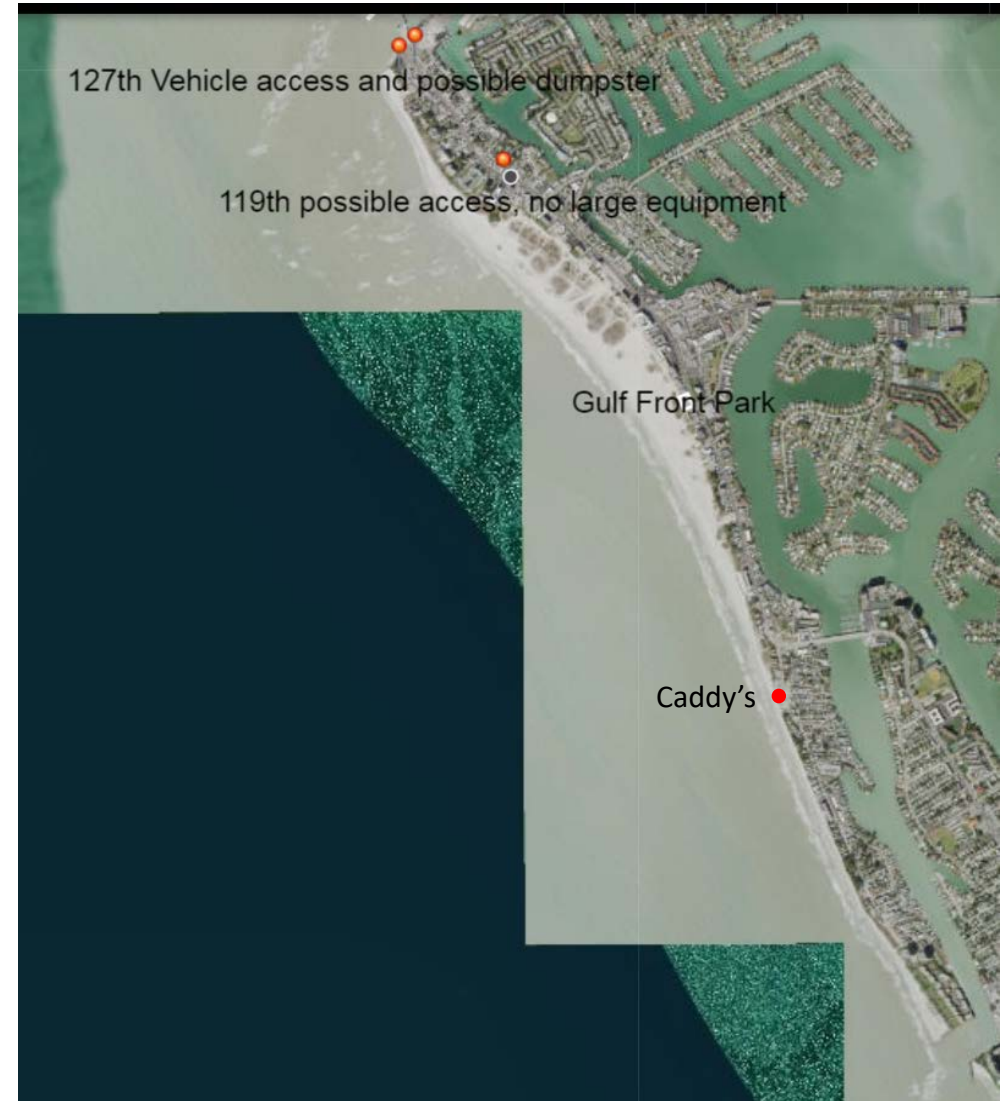 127th Vehicle access and possible dumpster
119th possible access, no large equipment
Gulf Front Park
Caddy’s